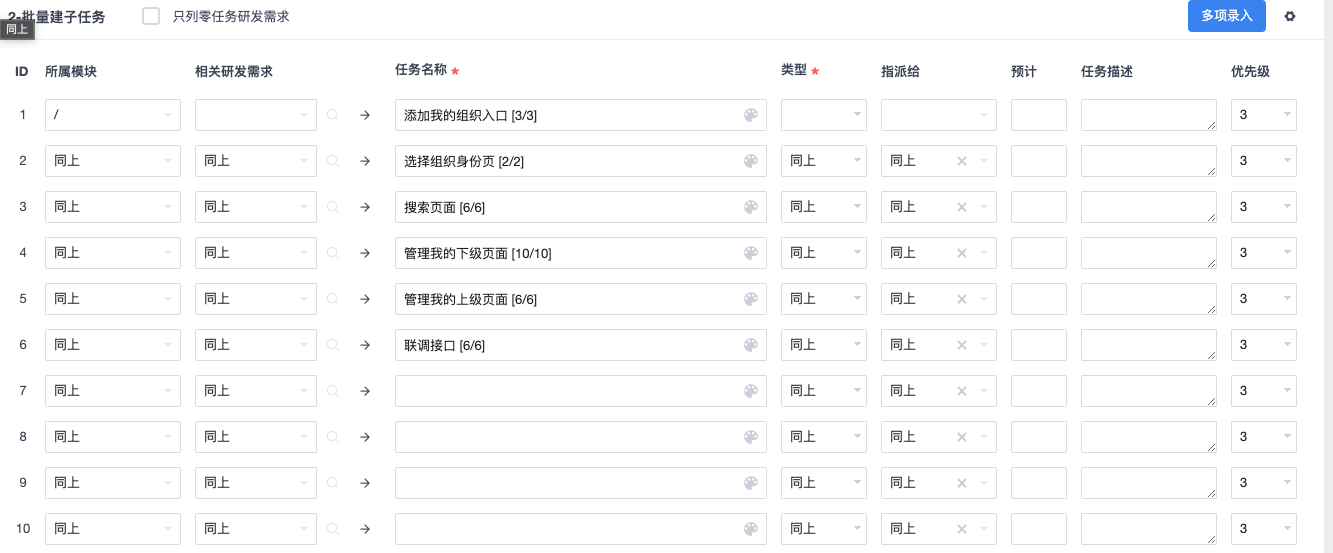 2-批量建子任务 只列零任务研发需求 多项录入
同上
ID 所属模块 相关研发需求 任务名称 * 类型 * 指派给 预计 任务描述 优先级
1 / → 添加我的组织入口 [3/3] 3
2 同上 同上 → 选择组织身份页 [2/2] 同上 同上 × 3
3 同上 同上 → 搜索页面 [6/6] 同上 同上 × 3
4 同上 同上 → 管理我的下级页面 [10/10] 同上 同上 × 3
5 同上 同上 → 管理我的上级页面 [6/6] 同上 同上 × 3
6 同上 同上 → 联调接口 [6/6] 同上 同上 × 3
7 同上 同上 → 同上 同上 × 3
8 同上 同上 → 同上 同上 × 3
9 同上 同上 → 同上 同上 × 3
10 同上 同上 → 同上 同上 × 3